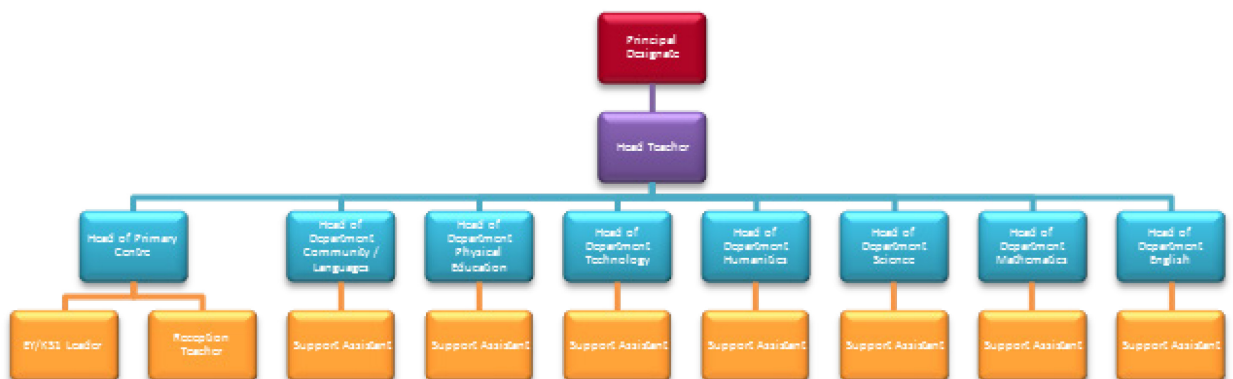 Principal
Designate
Head Teacher
Head of Primary
Centre
Head of
Department
Community /
Languages
Head of
Department
Physical
Education
Head of
Department
Technology
Head of
Department
Humanities
Head of
Department
Science
Head of
Department
Mathematics
Head of
Department
English
EY/KS1 Leader
Reception
Teacher
Support Assistant
Support Assistant
Support Assistant
Support Assistant
Support Assistant
Support Assistant
Support Assistant